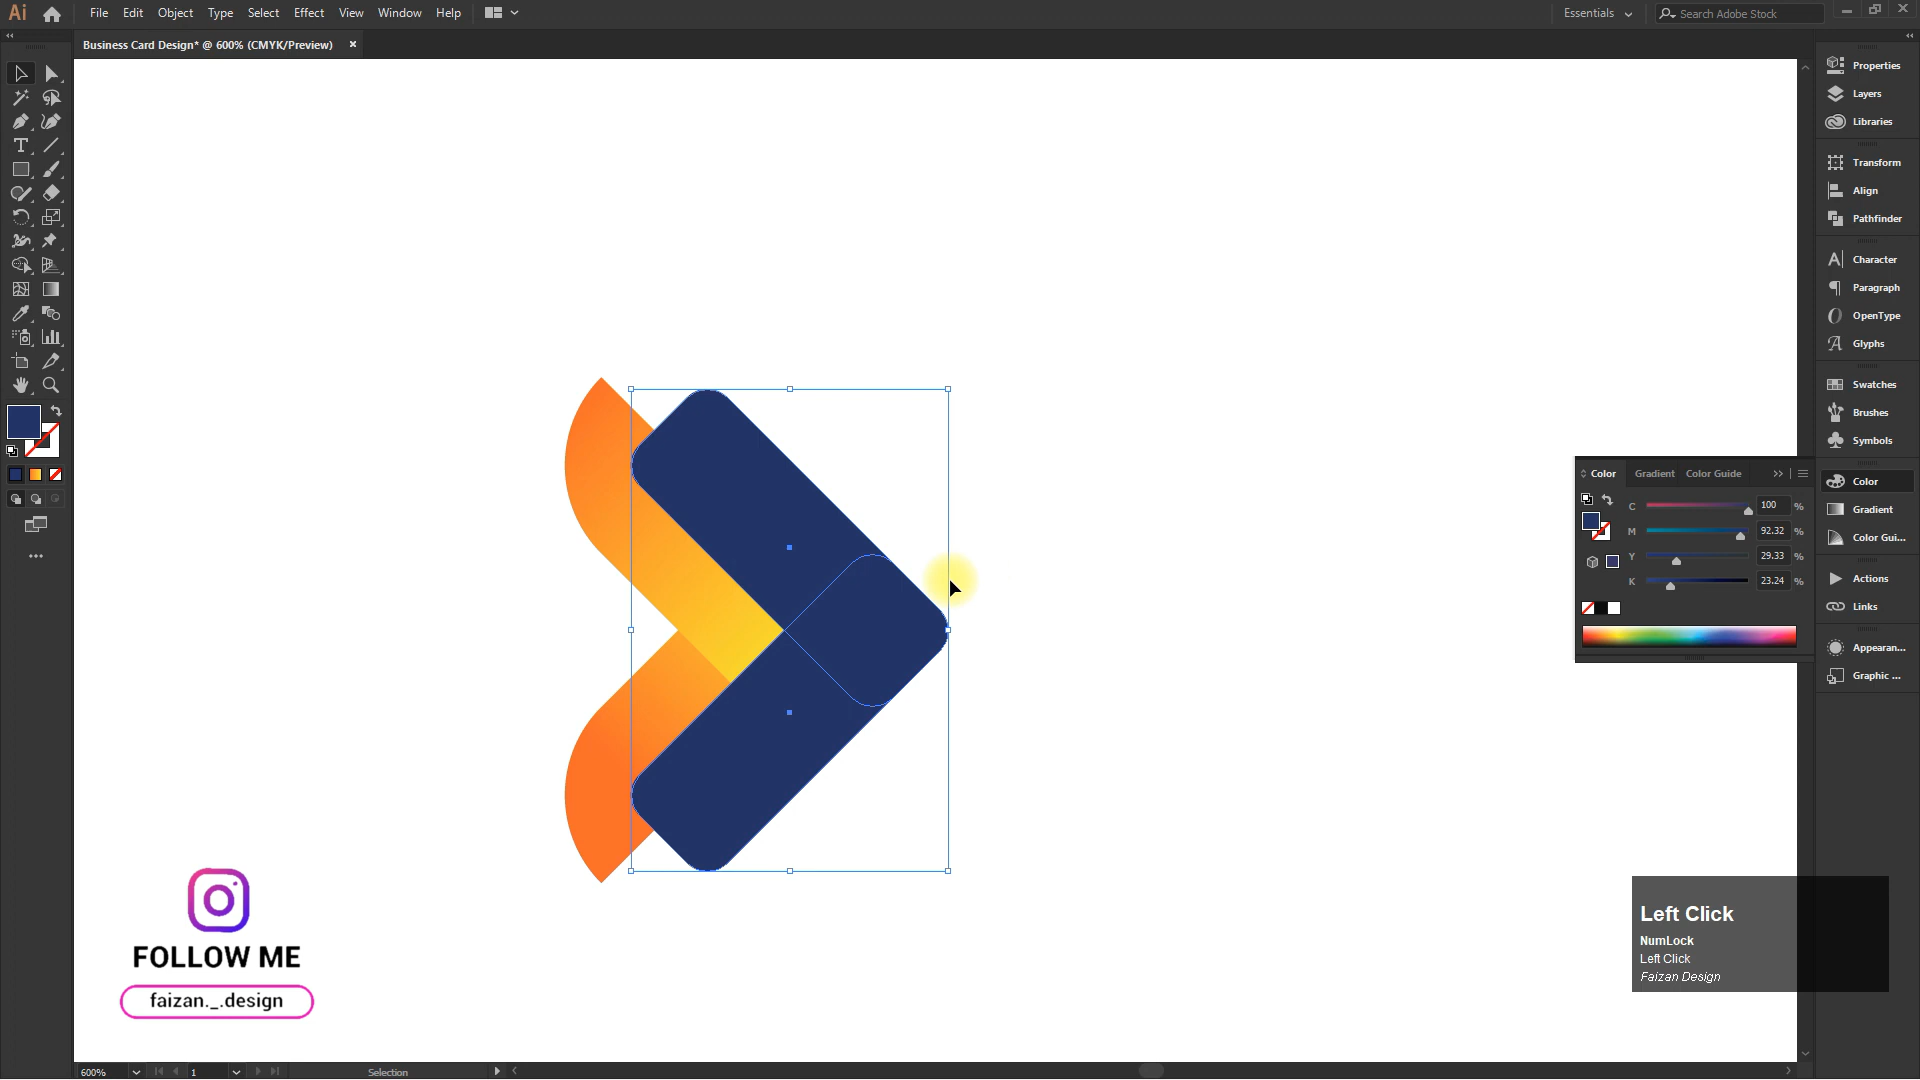 Ai
File Edit Object Type Select Effect View Window Help
Essentials
Search Adobe Stock
Business Card Design* @ 600% (CMYK/Preview) ×
Properties
Layers
Libraries
Transform
Align
Pathfinder
Character
Paragraph
OpenType
Glyphs
Swatches
Brushes
Symbols
Color
Gradient
Color Gui...
Actions
Links
Appearan...
Graphic ...
Color Gradient Color Guide
C 100 %
M 92.32 %
Y 29.33 %
K 23.24 %
FOLLOW ME
faizan._.design
Left Click
NumLock
Left Click
Faizan Design
600% 1 Selection